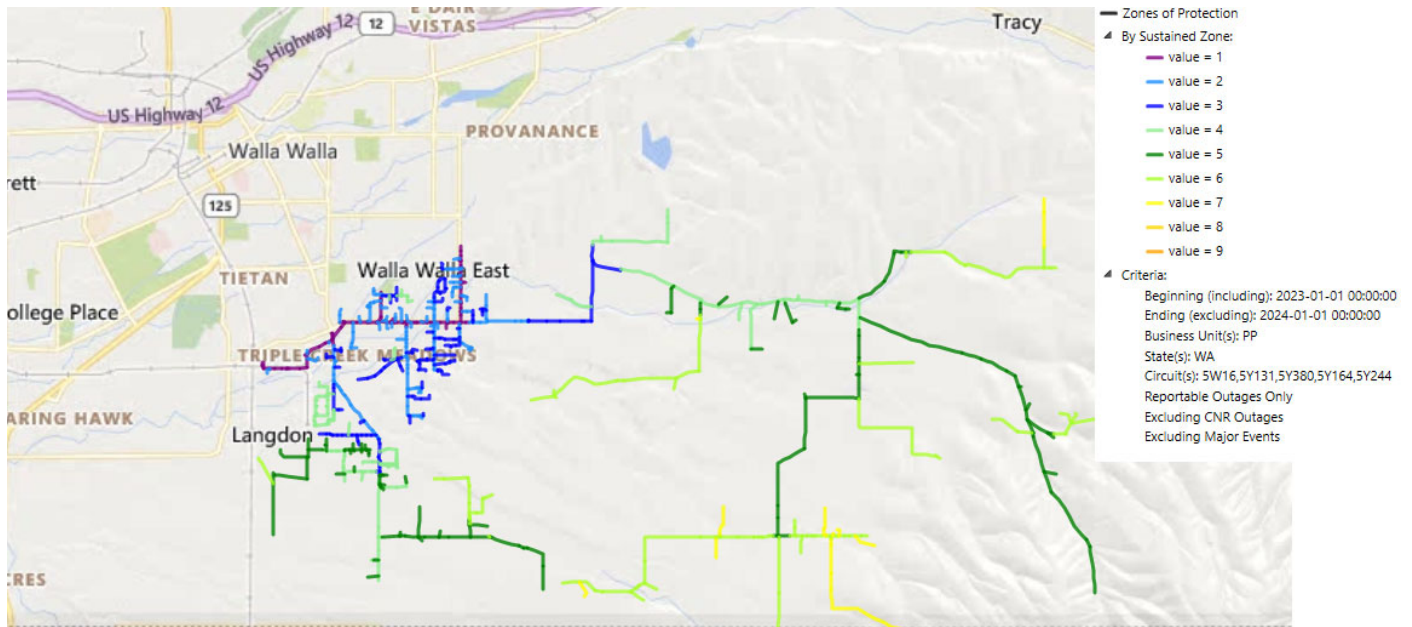 E DAIR
VISTAS
Tracy
US Highway 12
12
US Highway 12
PROVANANCE
Walla Walla
rett
125
Walla Walla East
TIETAN
ollege Place
TRIPLE CREEK MEADOWS
ARING HAWK
Langdon
CRES
Zones of Protection
By Sustained Zone:
value = 1
value = 2
value = 3
value = 4
value = 5
value = 6
value = 7
value = 8
value = 9
Criteria:
Beginning (including): 2023-01-01 00:00:00
Ending (excluding): 2024-01-01 00:00:00
Business Unit(s): PP
State(s): WA
Circuit(s): 5W16,5Y131,5Y380,5Y164,5Y244
Reportable Outages Only
Excluding CNR Outages
Excluding Major Events